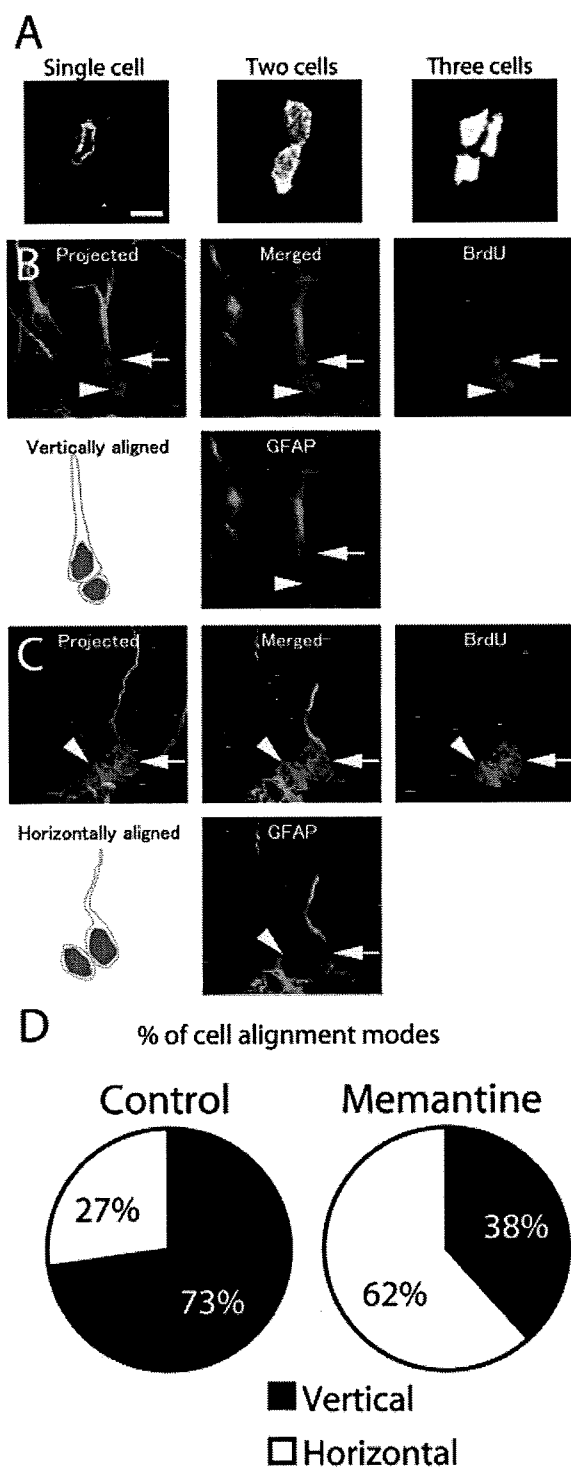 A
Single cell Two cells Three cells
B
Projected Merged BrdU
Vertically aligned GFAP
C
Projected Merged BrdU
Horizontally aligned GFAP
D
% of cell alignment modes
Control Memantine
27% 73% 62% 38%
Vertical
Horizontal